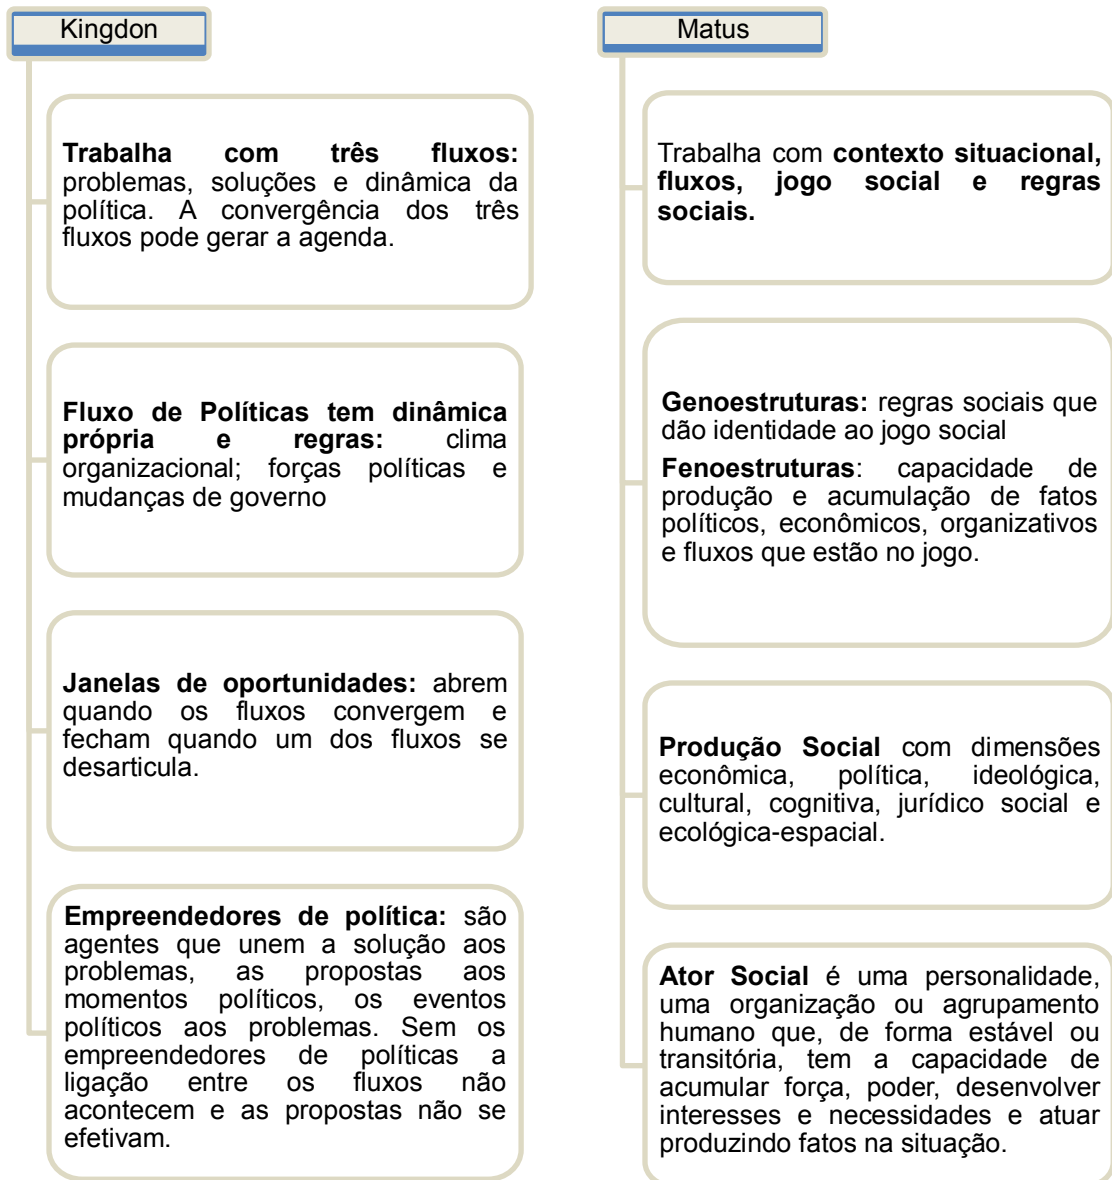 Kingdon
Trabalha com três fluxos:
problemas, soluções e dinâmica da
política. A convergência dos três
fluxos pode gerar a agenda.
Fluxo de Políticas tem dinâmica
própria e regras: clima
organizacional; forças políticas e
mudanças de governo
Janelas de oportunidades: abrem
quando os fluxos convergem e
fecham quando um dos fluxos se
desarticula.
Empreendedores de política: são
agentes que unem a solução aos
problemas, as propostas aos
momentos políticos, os eventos
políticos aos problemas. Sem os
empreendedores de políticas a
ligação entre os fluxos não
acontecem e as propostas não se
efetivam.
Matus
Trabalha com contexto situacional,
fluxos, jogo social e regras
sociais.
Genoestruturas: regras sociais que
dão identidade ao jogo social
Fenoestruturas: capacidade de
produção e acumulação de fatos
políticos, econômicos, organizativos
e fluxos que estão no jogo.
Produção Social com dimensões
econômica, política, ideológica,
cultural, cognitiva, jurídico social e
ecológica-espacial.
Ator Social é uma personalidade,
uma organização ou agrupamento
humano que, de forma estável ou
transitória, tem a capacidade de
acumular força, poder, desenvolver
interesses e necessidades e atuar
produzindo fatos na situação.